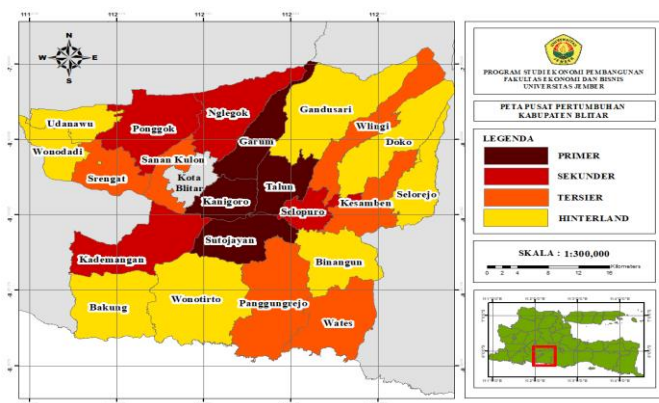 N
W E
S
Udanawu
Wonodadi
Ponggok
Nglegok
Gandusari
Garum
Wlingi
Doko
Srengat
Sanan Kulon
Kota
Blitar
Talun
Selorejo
Kanigoro
Selopuro
Kesamben
Sutojayan
Kademangan
Binangun
Bakung
Wonotirto
Panggungrejo
Wates
PROGRAM STUDI EKONOMI PEMBANGUNAN
FAKULTAS EKONOMI DAN BISNIS
UNIVERSITAS JEMBER
PETA PUSAT PERTUMBUHAN
KABUPATEN BLITAR
LEGENDA
PRIMER
SEKUNDER
TERSIER
HINTERLAND
SKALA : 1:300,000
Kilometers
0 2 4 8 12 16